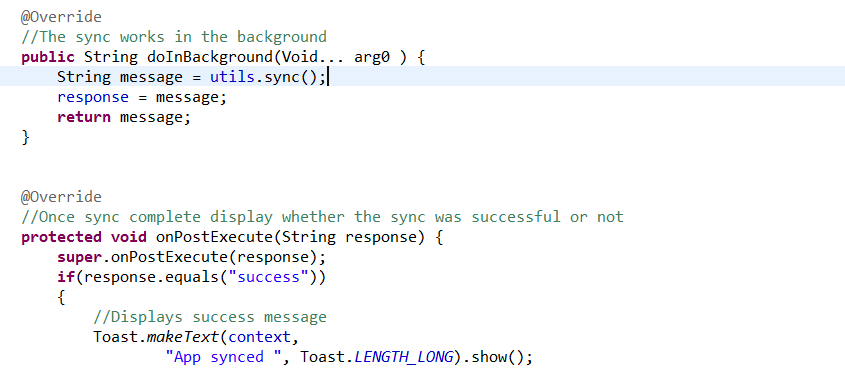 @Override
//The sync works in the background
public String doInBackground(Void... arg0 ) {
String message = utils.sync();
response = message;
return message;
}
@Override
//Once sync complete display whether the sync was successful or not
protected void onPostExecute(String response) {
super.onPostExecute(response);
if(response.equals("success"))
{
//Displays success message
Toast.makeText(context,
"App synced ", Toast.LENGTH_LONG).show();